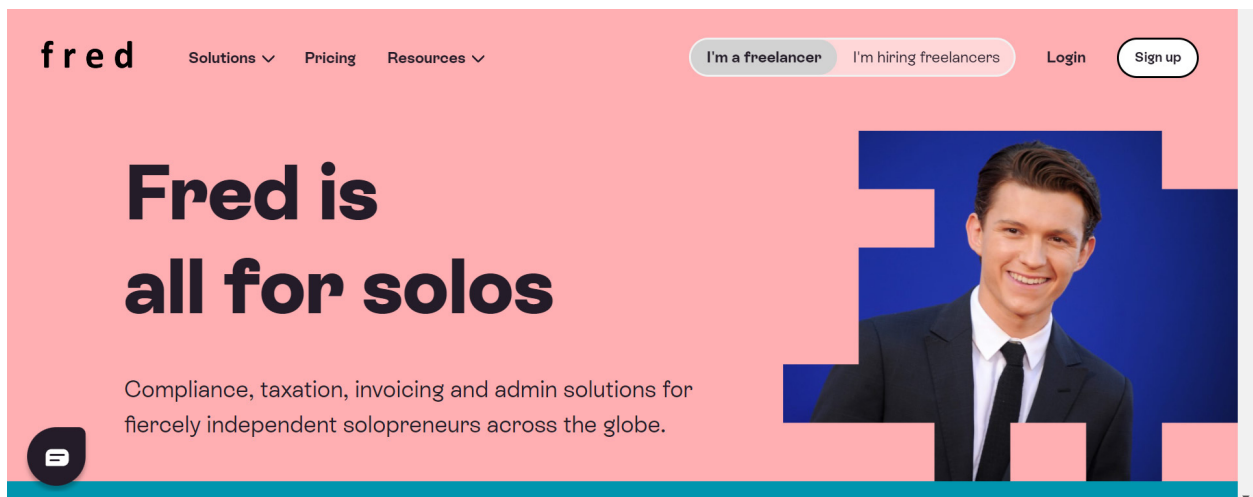 fred
Solutions
Pricing
Resources
I'm a freelancer
I'm hiring freelancers
Login
Sign up
Fred is
all for solos
Compliance, taxation, invoicing and admin solutions for
fiercely independent solopreneurs across the globe.